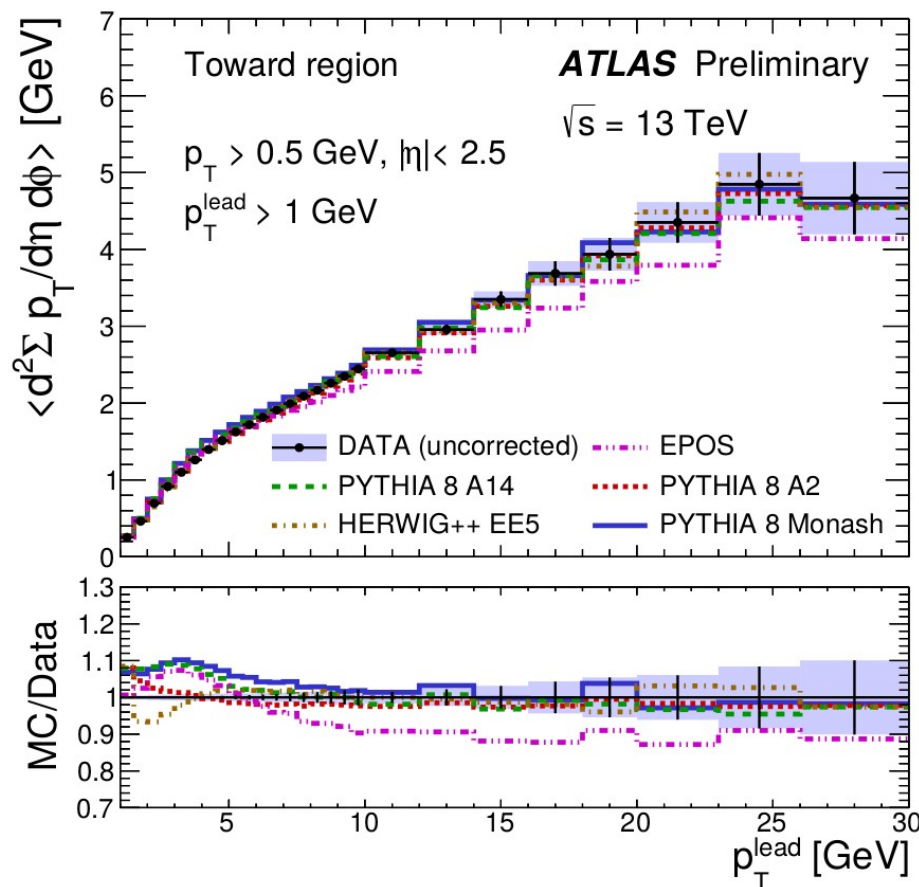 <d²Σ p_T/dη dφ> [GeV]
7
6
5
4
3
2
1
0
Toward region
ATLAS Preliminary
√s = 13 TeV
p_T > 0.5 GeV, |η|< 2.5
p_T^lead > 1 GeV
DATA (uncorrected)
EPOS
PYTHIA 8 A14
PYTHIA 8 A2
HERWIG++ EE5
PYTHIA 8 Monash
MC/Data
1.3
1.2
1.1
1
0.9
0.8
0.7
5 10 15 20 25 30
p_T^lead [GeV]